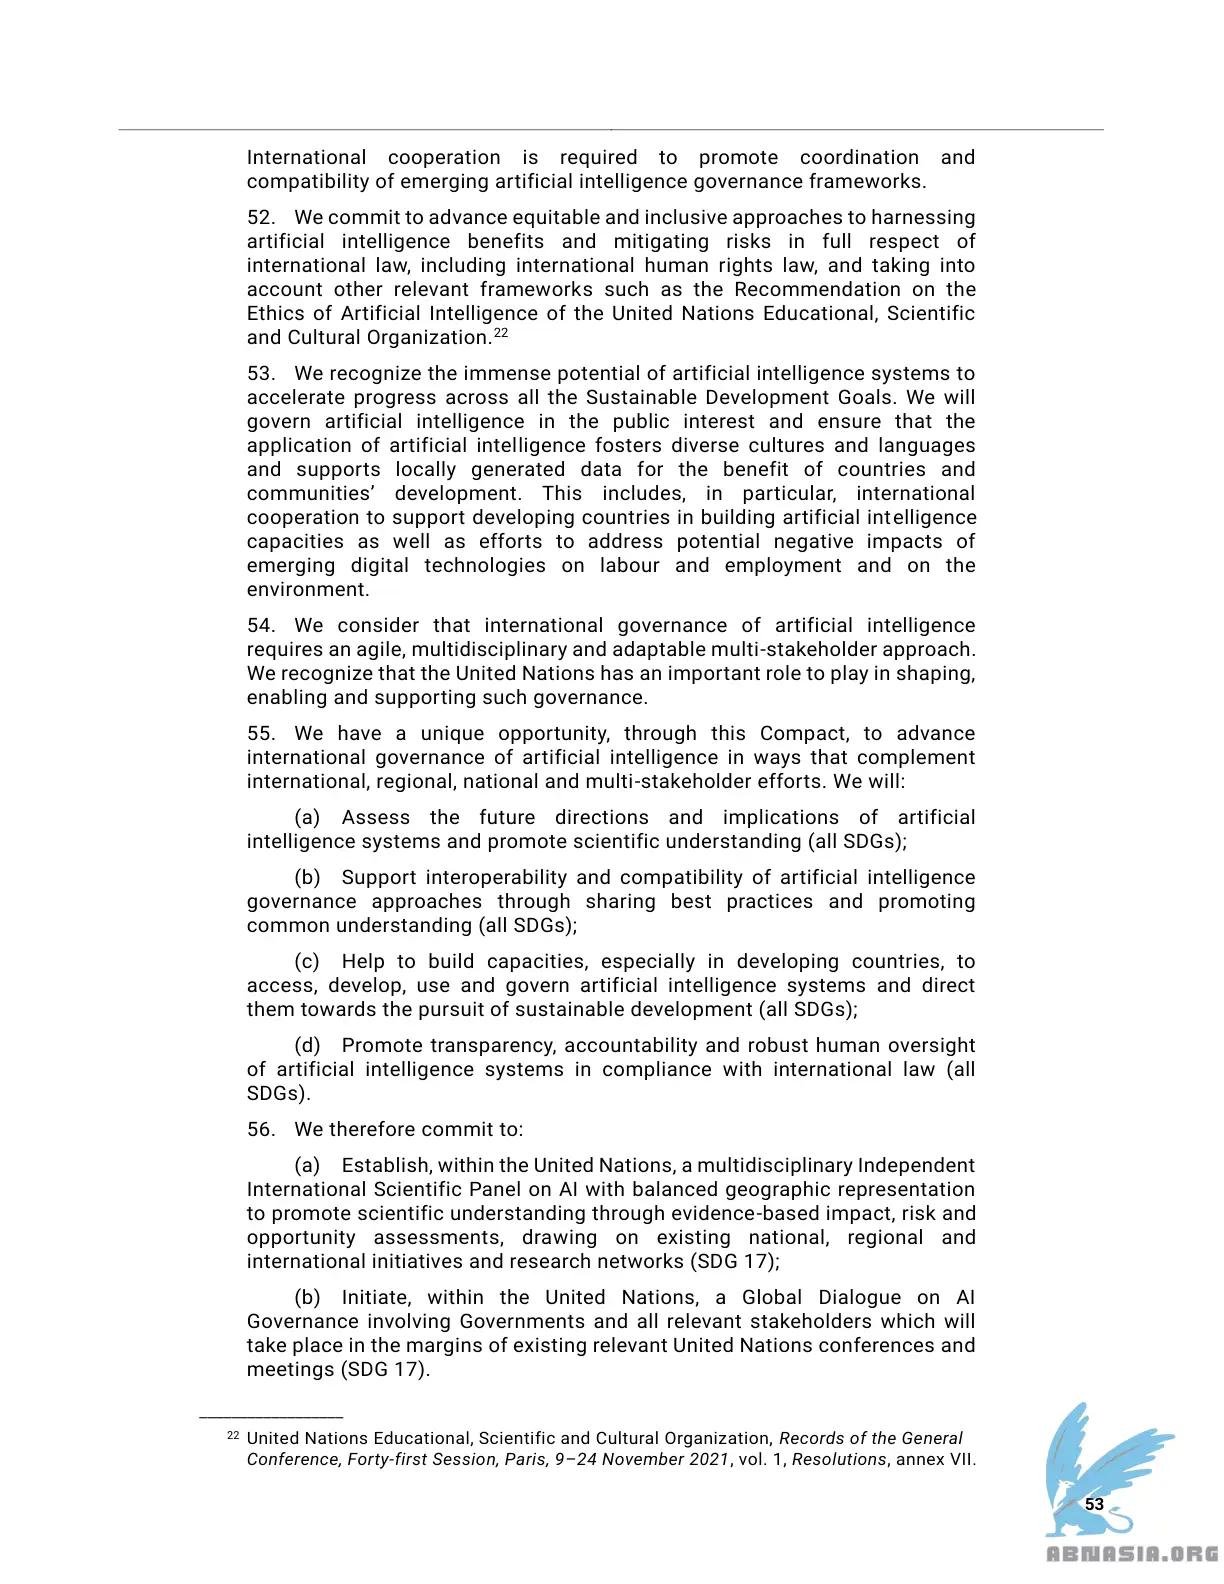 International cooperation is required to promote coordination and
compatibility of emerging artificial intelligence governance frameworks.
52. We commit to advance equitable and inclusive approaches to harnessing
artificial intelligence benefits and mitigating risks in full respect of
international law, including international human rights law, and taking into
account other relevant frameworks such as the Recommendation on the
Ethics of Artificial Intelligence of the United Nations Educational, Scientific
and Cultural Organization.22
53. We recognize the immense potential of artificial intelligence systems to
accelerate progress across all the Sustainable Development Goals. We will
govern artificial intelligence in the public interest and ensure that the
application of artificial intelligence fosters diverse cultures and languages
and supports locally generated data for the benefit of countries and
communities’ development. This includes, in particular, international
cooperation to support developing countries in building artificial intelligence
capacities as well as efforts to address potential negative impacts of
emerging digital technologies on labour and employment and on the
environment.
54. We consider that international governance of artificial intelligence
requires an agile, multidisciplinary and adaptable multi-stakeholder approach.
We recognize that the United Nations has an important role to play in shaping,
enabling and supporting such governance.
55. We have a unique opportunity, through this Compact, to advance
international governance of artificial intelligence in ways that complement
international, regional, national and multi-stakeholder efforts. We will:
(a) Assess the future directions and implications of artificial
intelligence systems and promote scientific understanding (all SDGs);
(b) Support interoperability and compatibility of artificial intelligence
governance approaches through sharing best practices and promoting
common understanding (all SDGs);
(c) Help to build capacities, especially in developing countries, to
access, develop, use and govern artificial intelligence systems and direct
them towards the pursuit of sustainable development (all SDGs);
(d) Promote transparency, accountability and robust human oversight
of artificial intelligence systems in compliance with international law (all
SDGs).
56. We therefore commit to:
(a) Establish, within the United Nations, a multidisciplinary Independent
International Scientific Panel on AI with balanced geographic representation
to promote scientific understanding through evidence-based impact, risk and
opportunity assessments, drawing on existing national, regional and
international initiatives and research networks (SDG 17);
(b) Initiate, within the United Nations, a Global Dialogue on AI
Governance involving Governments and all relevant stakeholders which will
take place in the margins of existing relevant United Nations conferences and
meetings (SDG 17).
22 United Nations Educational, Scientific and Cultural Organization, Records of the General
Conference, Forty-first Session, Paris, 9–24 November 2021, vol. 1, Resolutions, annex VII.
53
ABNASIA.ORG